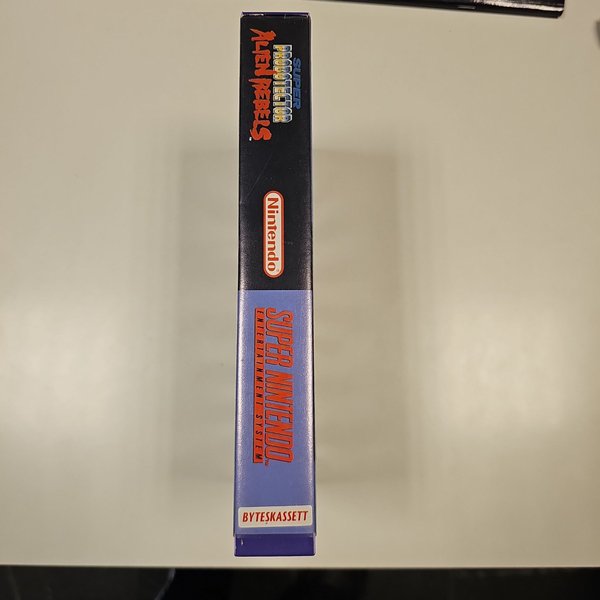 SUPER
PROBOTECTOR
ALIEN REBELS
Nintendo
SUPER NINTENDO
ENTERTAINMENT SYSTEM
BYTESKASSETT